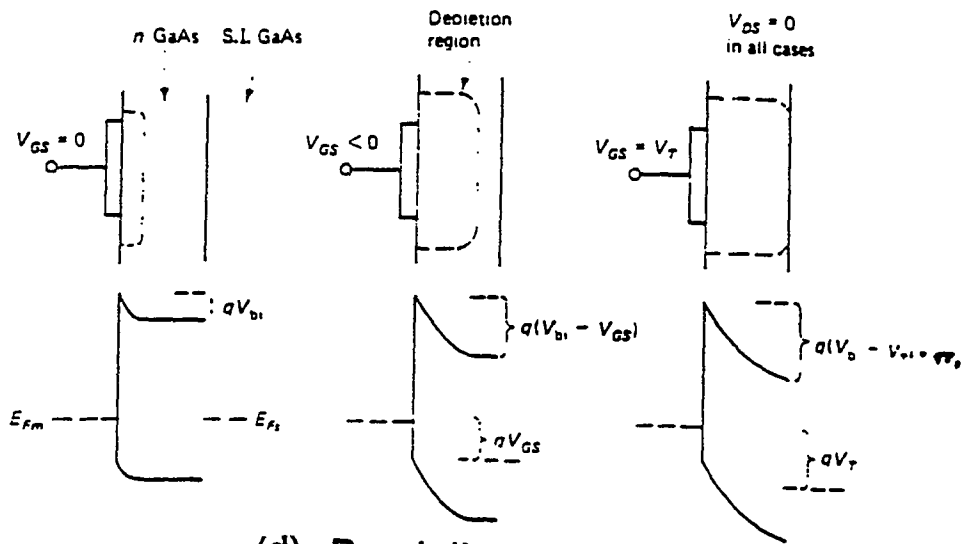 n GaAs
S.I. GaAs
Depletion
region
V_DS = 0
in all cases
V_GS = 0
V_GS < 0
V_GS = V_T
qV_bi
q(V_bi − V_GS)
q(V_b −
E_Fm
E_Fs
qV_GS
qV_T
(d)